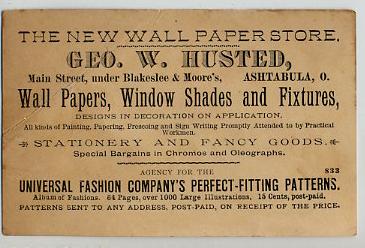 THE NEW WALL PAPER STORE.
GEO. W. HUSTED,
Main Street, under Blakeslee & Moore's, ASHTABULA, O.
Wall Papers, Window Shades and Fixtures,
DESIGNS IN DECORATION ON APPLICATION.
All kinds of Painting, Papering, Frescoing and Sign Writing Promptly Attended to by Practical
Workmen.
STATIONERY AND FANCY GOODS.
Special Bargains in Chromos and Oleographs.
AGENCY FOR THE 833
UNIVERSAL FASHION COMPANY'S PERFECT-FITTING PATTERNS.
Album of Fashions. 64 Pages, over 1000 Large Illustrations, 15 Cents, post-paid.
PATTERNS SENT TO ANY ADDRESS, POST-PAID, ON RECEIPT OF THE PRICE.